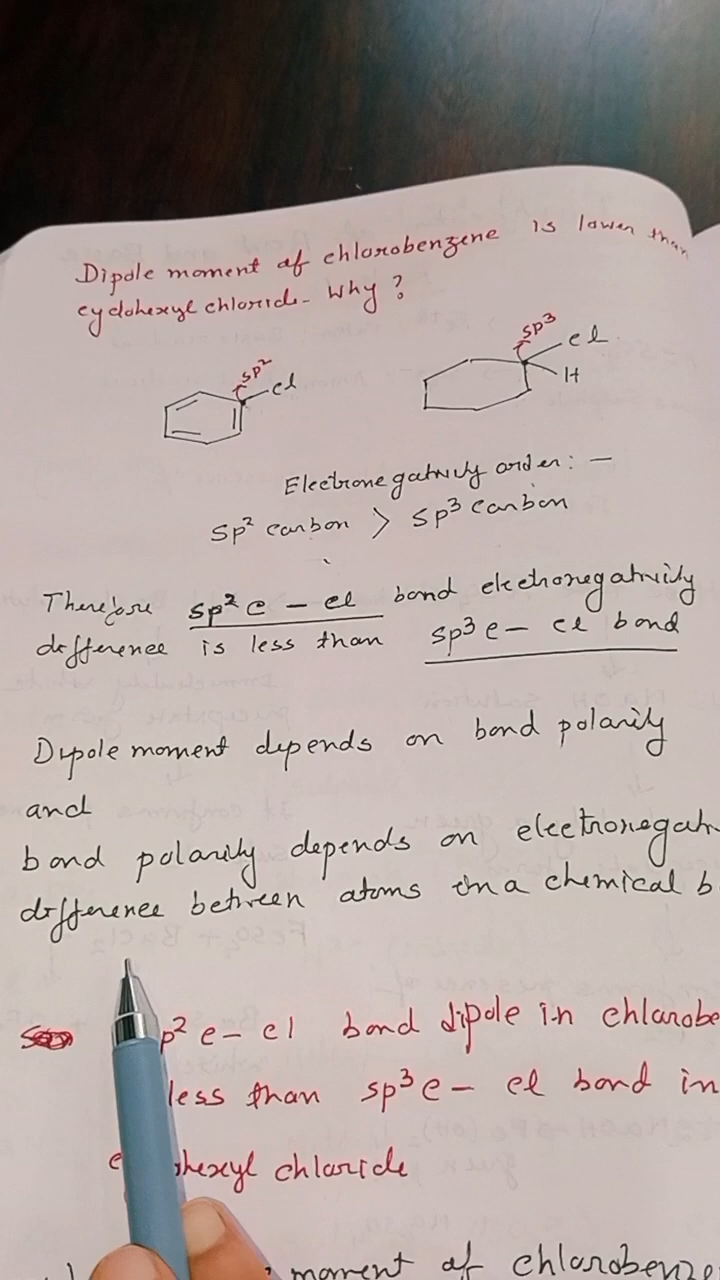 Dipole moment of chlorobenzene is lower than
cyclohexyl chloride. Why?
sp² Cl
sp³ Cl
H
Electronegativity order: —
sp² carbon > sp³ carbon
Therefore sp² C – Cl bond electronegativity
difference is less than sp³ C – Cl bond
Dipole moment depends on bond polarity
and
bond polarity depends on electronegativ
difference between atoms in a chemical b
p² C – Cl bond dipole in chlorobe
less than sp³ C – Cl bond in
hexyl chloride
moment of chlorobenze